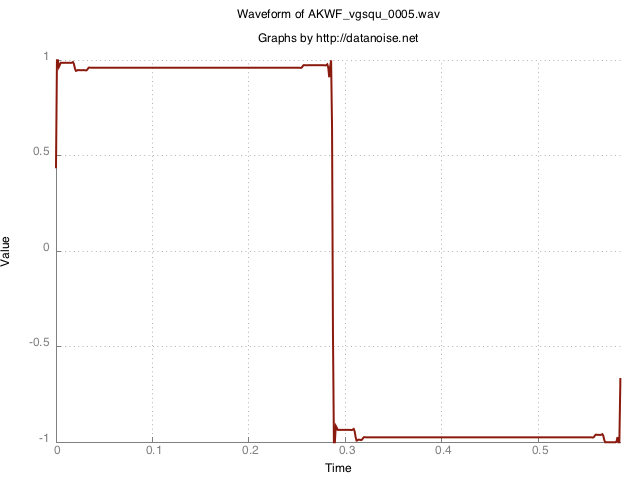 Waveform of AKWF_vgsqu_0005.wav
Graphs by http://datanoise.net
1
0.5
0
-0.5
-1
Value
0 0.1 0.2 0.3 0.4 0.5
Time